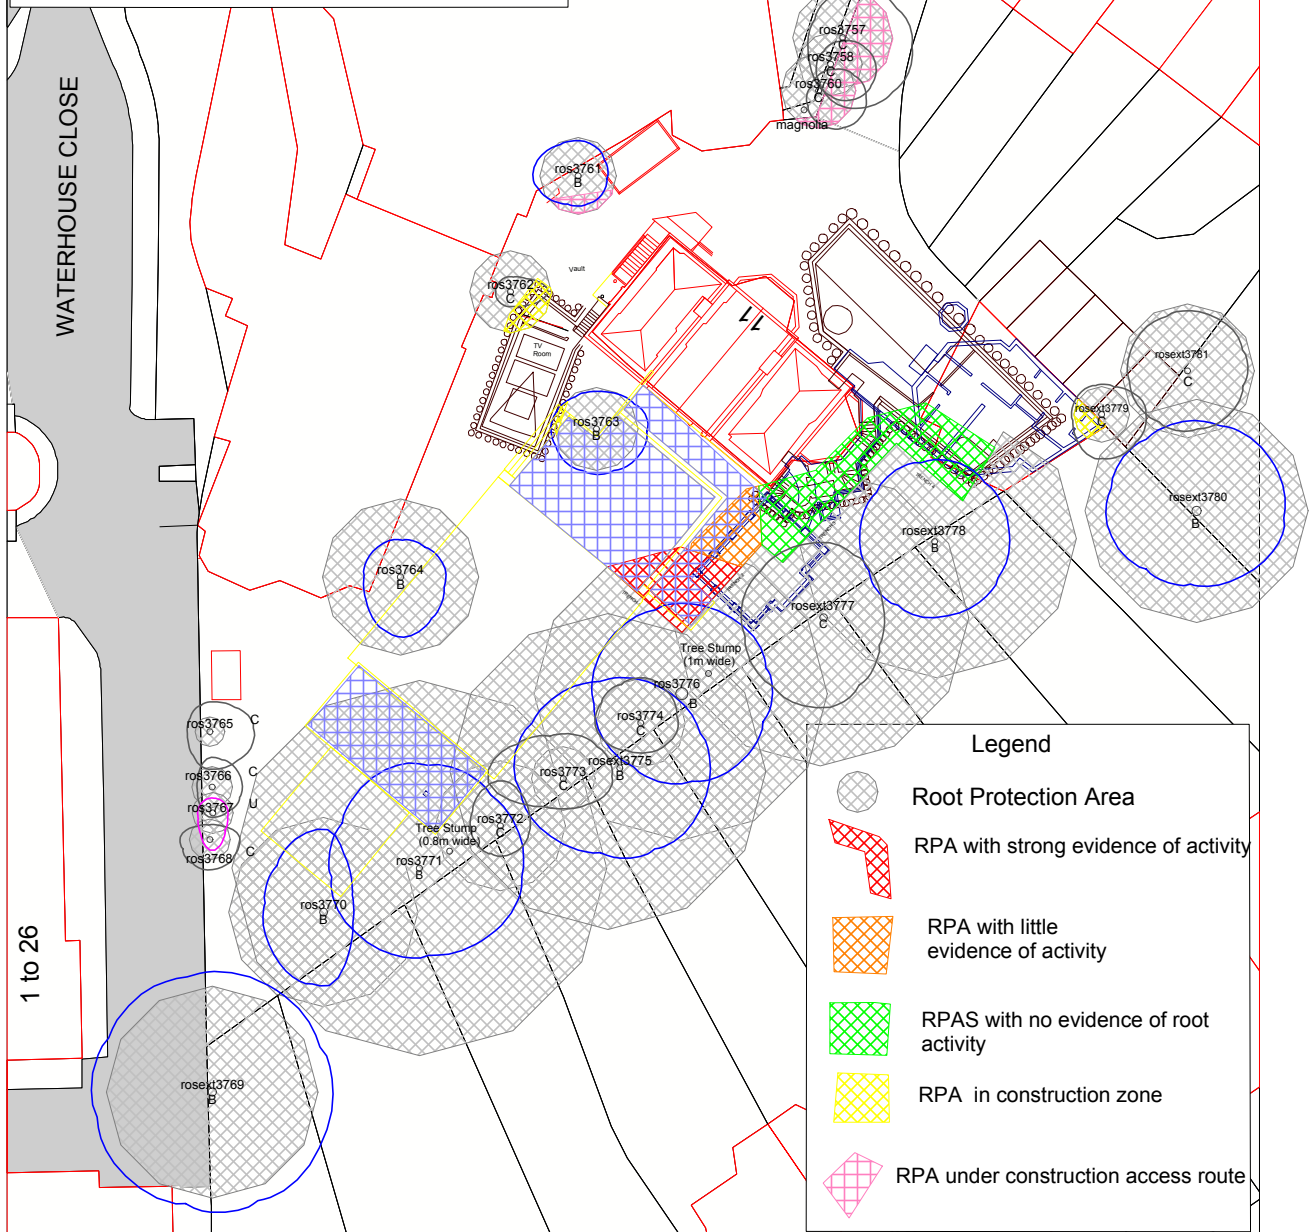 WATERHOUSE CLOSE
ros3757
C
ros3758
C
ros3760
C
magnolia
ros3761
B
Vault
ros3762
C
TV
Room
11
ros3763
B
rosext3781
C
rosext3779
C
rosext3780
B
rosext3778
B
ros3764
B
rosext3777
C
Tree Stump
(1m wide)
ros3776
B
ros3774
C
rosext3775
B
ros3773
C
ros3772
C
Tree Stump
(0.8m wide)
ros3771
B
ros3770
B
ros3765
C
ros3766
C
ros3767
U
ros3768
C
rosext3769
B
1 to 26
Legend
Root Protection Area
RPA with strong evidence of activity
RPA with little
evidence of activity
RPAS with no evidence of root
activity
RPA in construction zone
RPA under construction access route